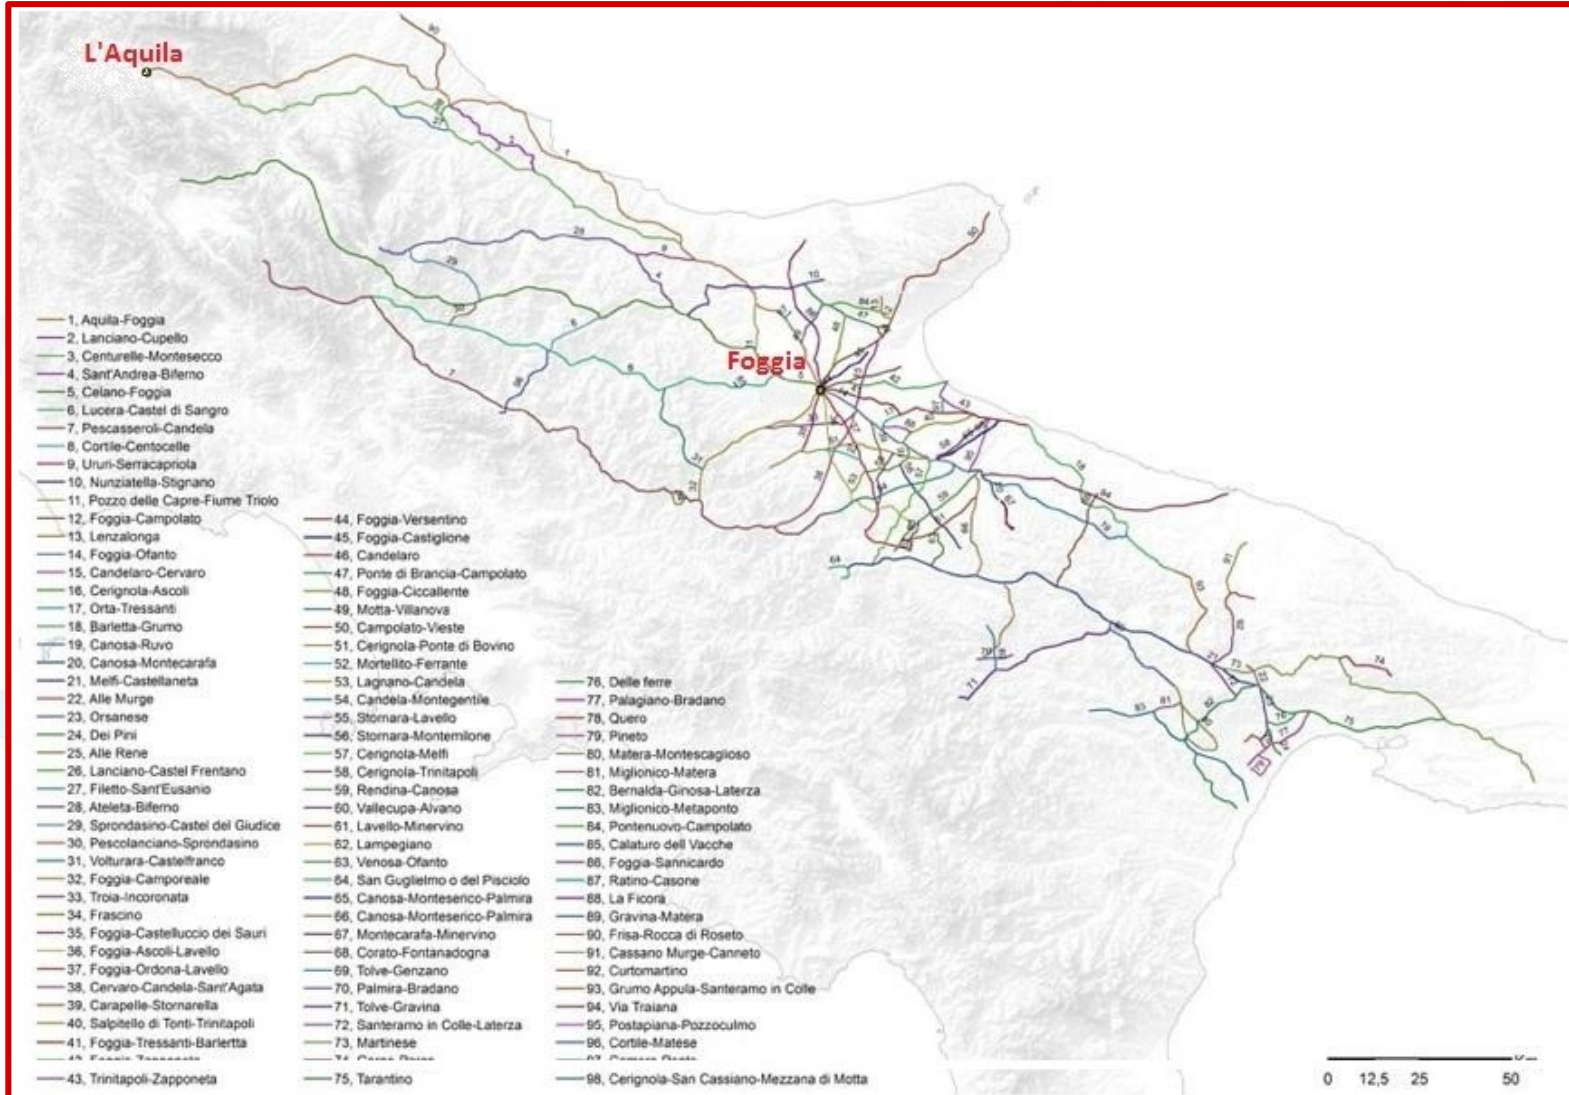 L'Aquila
Foggia
1, Aquila-Foggia
2, Lanciano-Cupello
3, Centurelle-Montesecco
4, Sant'Andrea-Biferno
5, Celano-Foggia
6, Lucera-Castel di Sangro
7, Pescasseroli-Candela
8, Cortile-Centocelle
9, Ururi-Serracapriola
10, Nunziatella-Stignano
11, Pozzo delle Capre-Fiume Triolo
12, Foggia-Campolato
13, Lenzalonga
14, Foggia-Ofanto
15, Candelaro-Cervaro
16, Cerignola-Ascoli
17, Orta-Tressanti
18, Barletta-Grumo
19, Canosa-Ruvo
20, Canosa-Montecarafa
21, Melfi-Castellaneta
22, Alle Murge
23, Orsanese
24, Dei Pini
25, Alle Rene
26, Lanciano-Castel Frentano
27, Filetto-Sant'Eusanio
28, Ateleta-Biferno
29, Sprondasino-Castel del Giudice
30, Pescolanciano-Sprondasino
31, Volturara-Castelfranco
32, Foggia-Camporeale
33, Troia-Incoronata
34, Frascino
35, Foggia-Castelluccio dei Sauri
36, Foggia-Ascoli-Lavello
37, Foggia-Ordona-Lavello
38, Cervaro-Candela-Sant'Agata
39, Carapelle-Stornarella
40, Salpitello di Tonti-Trinitapoli
41, Foggia-Tressanti-Barlertta
43, Trinitapoli-Zapponeta
44, Foggia-Versentino
45, Foggia-Castiglione
46, Candelaro
47, Ponte di Brancia-Campolato
48, Foggia-Ciccallente
49, Motta-Villanova
50, Campolato-Vieste
51, Cerignola-Ponte di Bovino
52, Mortellito-Ferrante
53, Lagnano-Candela
54, Candela-Montegentile
55, Stornara-Lavello
56, Stornara-Montemilone
57, Cerignola-Melfi
58, Cerignola-Trinitapoli
59, Rendina-Canosa
60, Vallecupa-Alvano
61, Lavello-Minervino
62, Lampegiano
63, Venosa-Ofanto
64, San Guglielmo o del Pisciolo
65, Canosa-Monteserico-Palmira
66, Canosa-Monteserico-Palmira
67, Montecarafa-Minervino
68, Corato-Fontanadogna
69, Tolve-Genzano
70, Palmira-Bradano
71, Tolve-Gravina
72, Santeramo in Colle-Laterza
73, Martinese
75, Tarantino
76, Delle ferre
77, Palagiano-Bradano
78, Quero
79, Pineto
80, Matera-Montescaglioso
81, Miglionico-Matera
82, Bernalda-Ginosa-Laterza
83, Miglionico-Metaponto
84, Pontenuovo-Campolato
85, Calaturo dell Vacche
86, Foggia-Sannicardo
87, Ratino-Casone
88, La Ficora
89, Gravina-Matera
90, Frisa-Rocca di Roseto
91, Cassano Murge-Canneto
92, Curtomartino
93, Grumo Appula-Santeramo in Colle
94, Via Traiana
95, Postapiana-Pozzoculmo
96, Cortile-Matese
98, Cerignola-San Cassiano-Mezzana di Motta
0 12,5 25 50